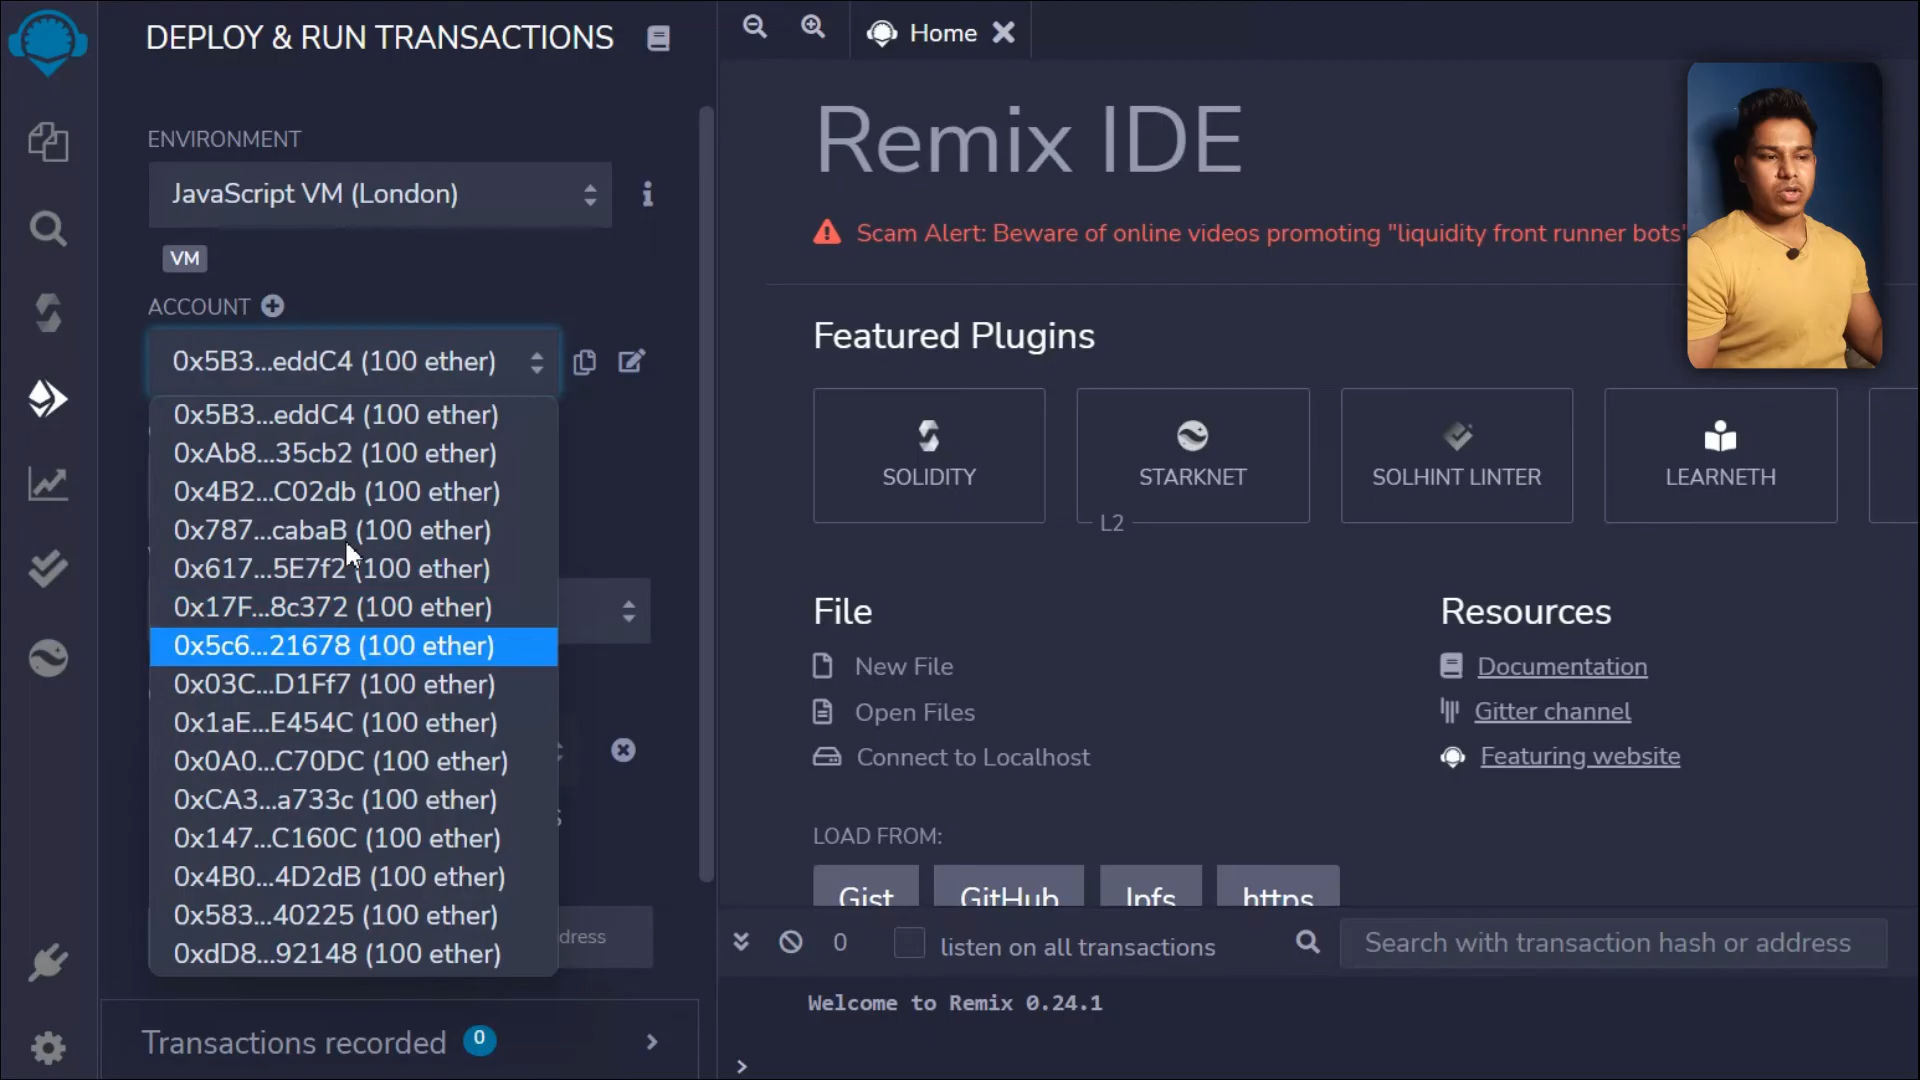 DEPLOY & RUN TRANSACTIONS
ENVIRONMENT
JavaScript VM (London)
VM
ACCOUNT
0x5B3...eddC4 (100 ether)
0x5B3...eddC4 (100 ether)
0xAb8...35cb2 (100 ether)
0x4B2...C02db (100 ether)
0x787...cabaB (100 ether)
0x617...5E7f2 (100 ether)
0x17F...8c372 (100 ether)
0x5c6...21678 (100 ether)
0x03C...D1Ff7 (100 ether)
0x1aE...E454C (100 ether)
0x0A0...C70DC (100 ether)
0xCA3...a733c (100 ether)
0x147...C160C (100 ether)
0x4B0...4D2dB (100 ether)
0x583...40225 (100 ether)
0xdD8...92148 (100 ether)
Transactions recorded 0
Home
Remix IDE
Scam Alert: Beware of online videos promoting "liquidity front runner bots"
Featured Plugins
SOLIDITY
STARKNET
L2
SOLHINT LINTER
LEARNETH
File
New File
Open Files
Connect to Localhost
LOAD FROM:
Gist
GitHub
Ipfs
https
Resources
Documentation
Gitter channel
Featuring website
0
listen on all transactions
Search with transaction hash or address
Welcome to Remix 0.24.1
>